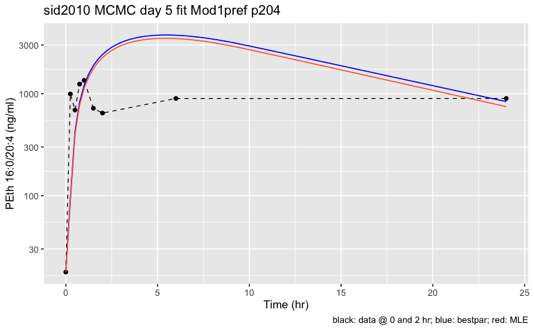 sid2010 MCMC day 5 fit Mod1pref p204
PEth 16:0/20:4 (ng/ml)
3000
1000
300
100
30
0
5
10
15
20
25
Time (hr)
black: data @ 0 and 2 hr; blue: bestpar; red: MLE